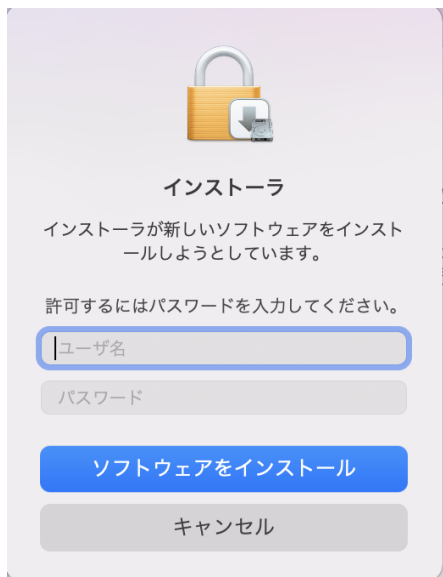 インストーラ
インストーラが新しいソフトウェアをインスト
ールしようとしています。
許可するにはパスワードを入力してください。
ユーザ名
パスワード
ソフトウェアをインストール
キャンセル